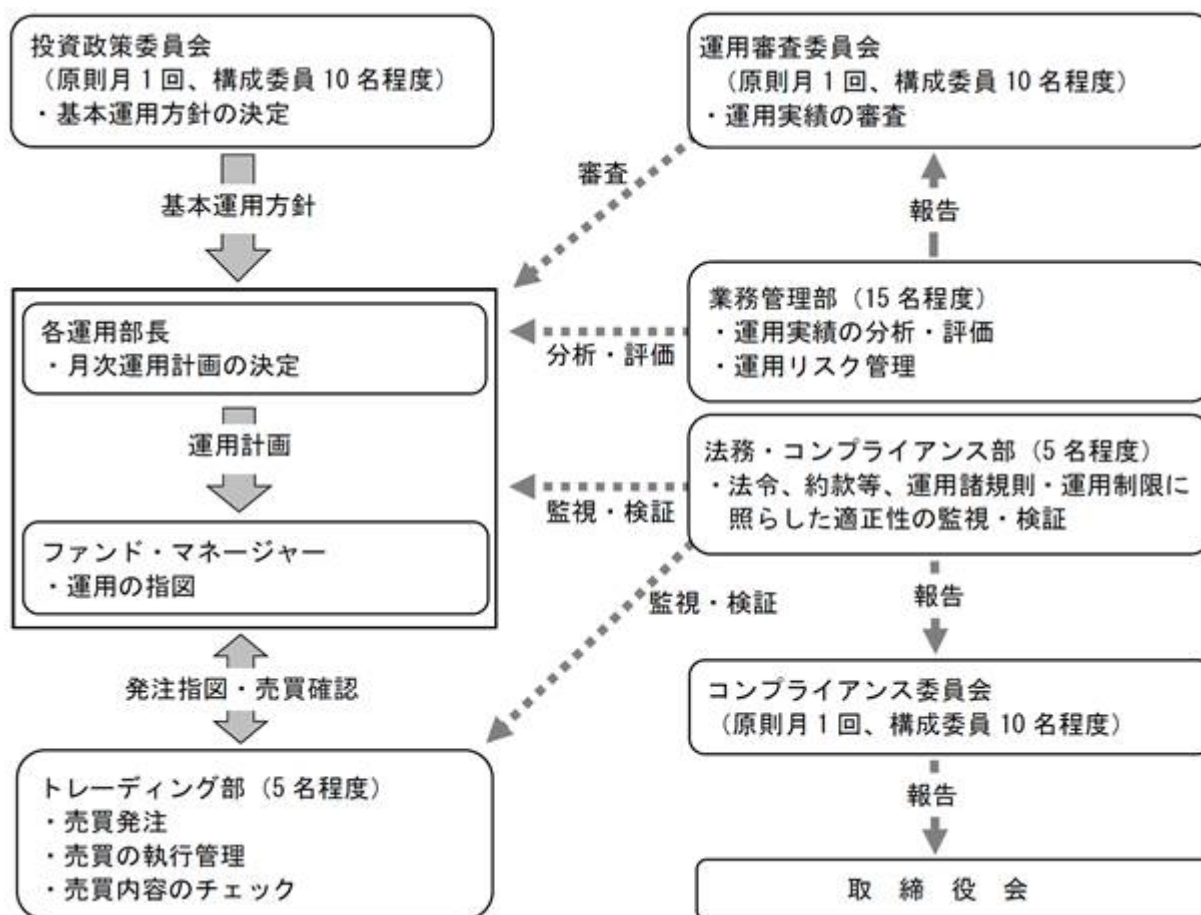 投資政策委員会
（原則月1回、構成委員10名程度）
・基本運用方針の決定
基本運用方針
各運用部長
・月次運用計画の決定
運用計画
ファンド・マネージャー
・運用の指図
発注指図・売買確認
トレーディング部（5名程度）
・売買発注
・売買の執行管理
・売買内容のチェック
運用審査委員会
（原則月1回、構成委員10名程度）
・運用実績の審査
審査
報告
業務管理部（15名程度）
・運用実績の分析・評価
・運用リスク管理
分析・評価
法務・コンプライアンス部（5名程度）
・法令、約款等、運用諸規則・運用制限に
照らした適正性の監視・検証
監視・検証
監視・検証
報告
コンプライアンス委員会
（原則月1回、構成委員10名程度）
報告
取締役会